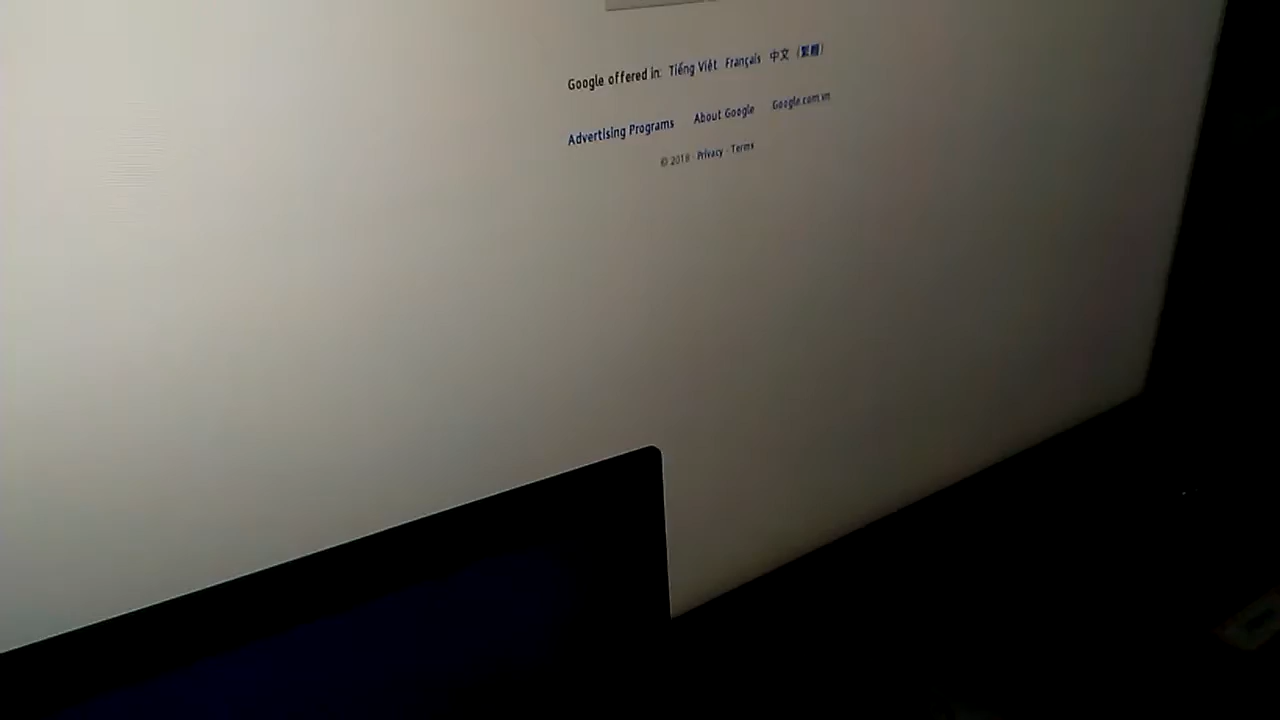 Google offered in: Tiếng Việt Français 中文 (繁體)
Advertising Programs About Google Google.com.vn
© 2018 - Privacy - Terms